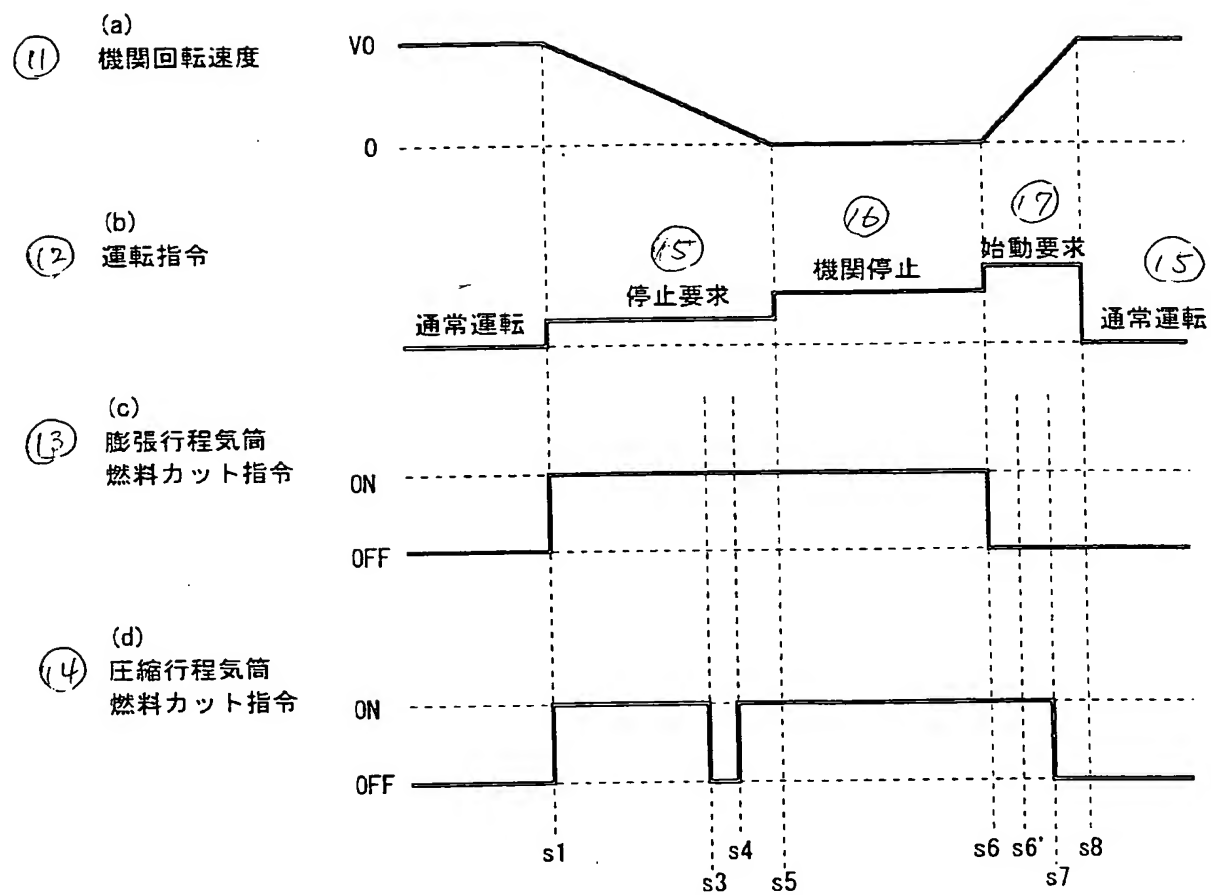 (a)
⑪ 機関回転速度
V0
0
(b)
⑫ 運転指令
通常運転
⑮
停止要求
⑯
機関停止
⑰
始動要求
⑮
通常運転
(c)
⑬ 膨張行程気筒
燃料カット指令
ON
OFF
(d)
⑭ 圧縮行程気筒
燃料カット指令
ON
OFF
s1
s3
s4
s5
s6
s6'
s7
s8